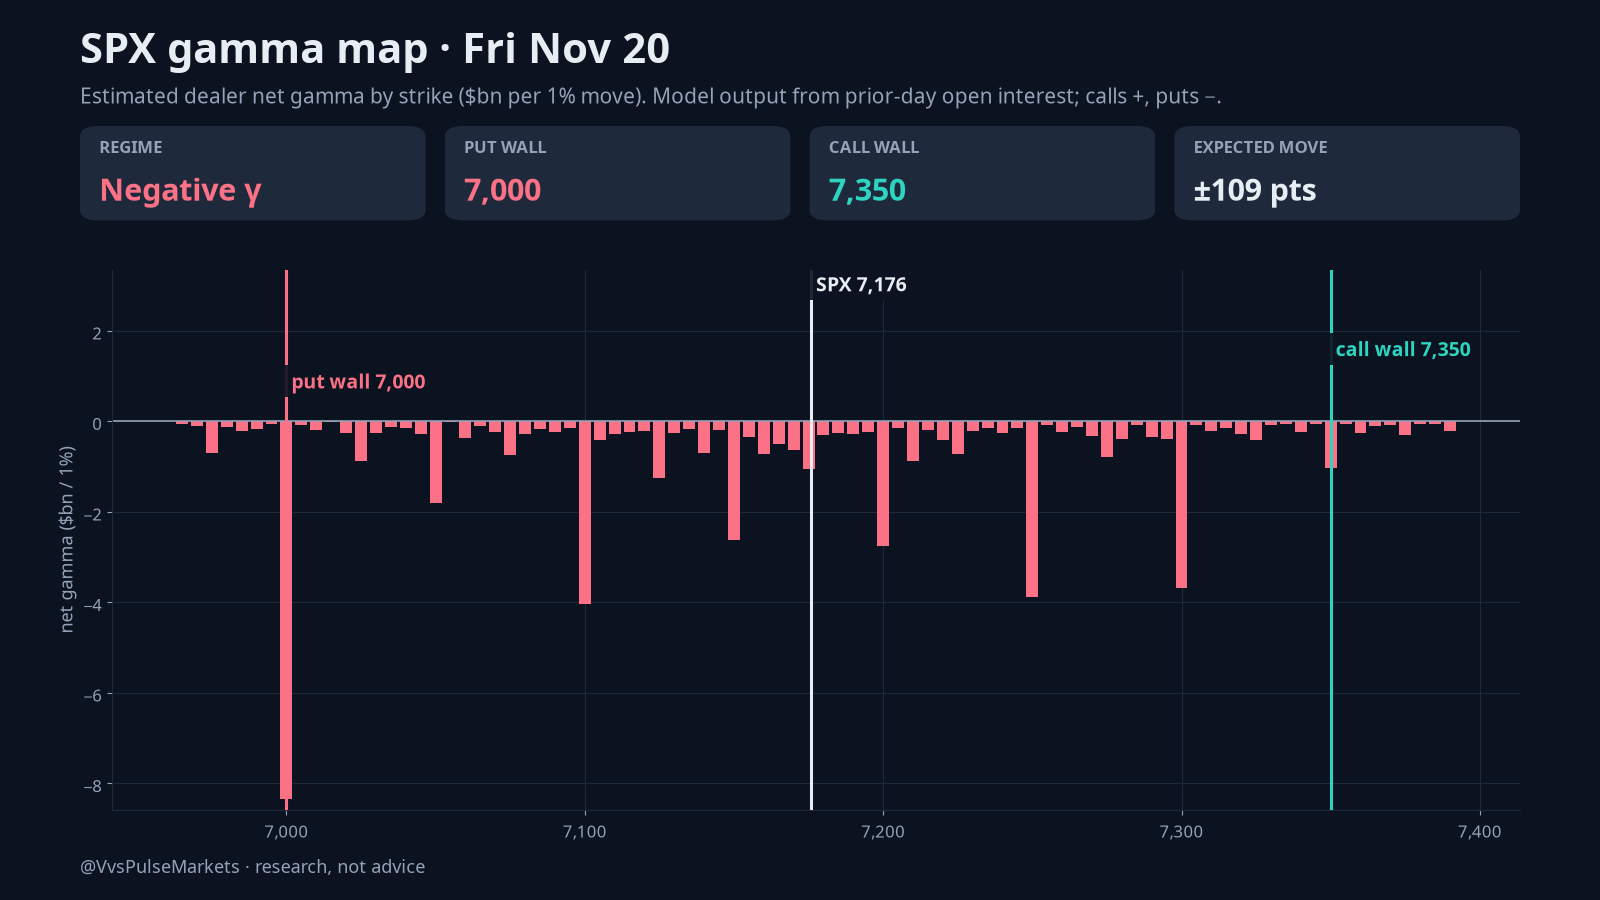 SPX gamma map · Fri Nov 20
Estimated dealer net gamma by strike ($bn per 1% move). Model output from prior-day open interest; calls +, puts −.
REGIME
Negative γ
PUT WALL
7,000
CALL WALL
7,350
EXPECTED MOVE
±109 pts
SPX 7,176
call wall 7,350
put wall 7,000
net gamma ($bn / 1%)
2
0
−2
−4
−6
−8
7,000
7,100
7,200
7,300
7,400
@VvsPulseMarkets · research, not advice